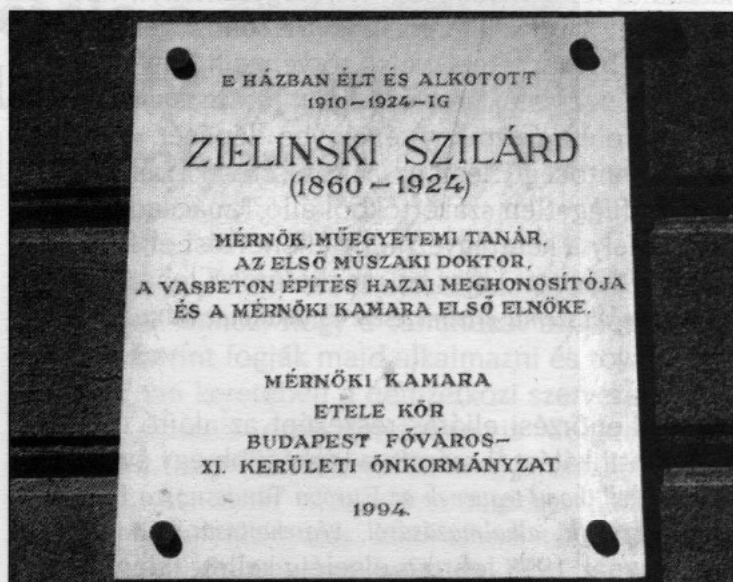 E HÁZBAN ÉLT ÉS ALKOTOTT
1910–1924–IG
ZIELINSKI SZILÁRD
(1860–1924)
MÉRNÖK, MŰEGYETEMI TANÁR,
AZ ELSŐ MŰSZAKI DOKTOR,
A VASBETON ÉPÍTÉS HAZAI MEGHONOSÍTÓJA
ÉS A MÉRNÖKI KAMARA ELSŐ ELNÖKE.
MÉRNÖKI KAMARA
ETELE KÖR
BUDAPEST FŐVÁROS–
XI. KERÜLETI ÖNKORMÁNYZAT
1994.